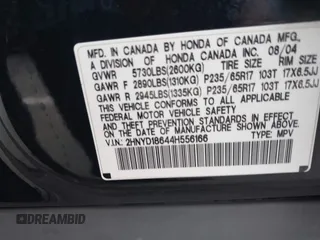 MFD. IN CANADA BY HONDA OF CANADA MFG.,
A DIVISION OF HONDA CANADA INC. 08/04
GVWR 5730LBS(2600KG) TIRE SIZE RIM SIZE
GAWR F 2890LBS(1310KG) P235/65R17 103T 17X6.5JJ
GAWR R 2945LBS(1335KG) P235/65R17 103T 17X6.5JJ
THIS VEHICLE CONFORMS TO ALL APPLICABLE
FEDERAL MOTOR VEHICLE SAFETY
STANDARDS IN EFFECT ON THE DATE OF
MANUFACTURE SHOWN ABOVE.
V.I.N.: 2HNYD18644H556166 TYPE: MPV
DREAMBID